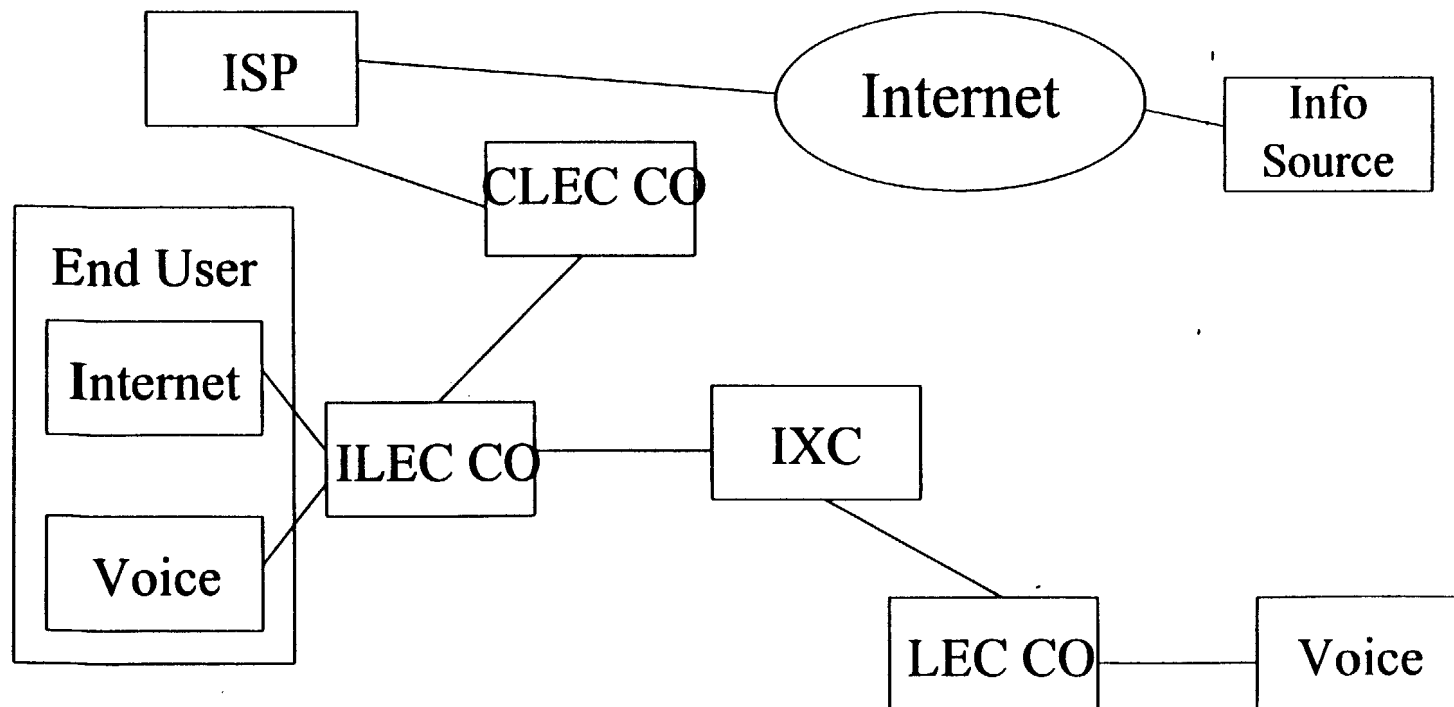 ISP
Internet
Info
Source
CLEC CO
End User
Internet
ILEC CO
IXC
Voice
LEC CO
Voice